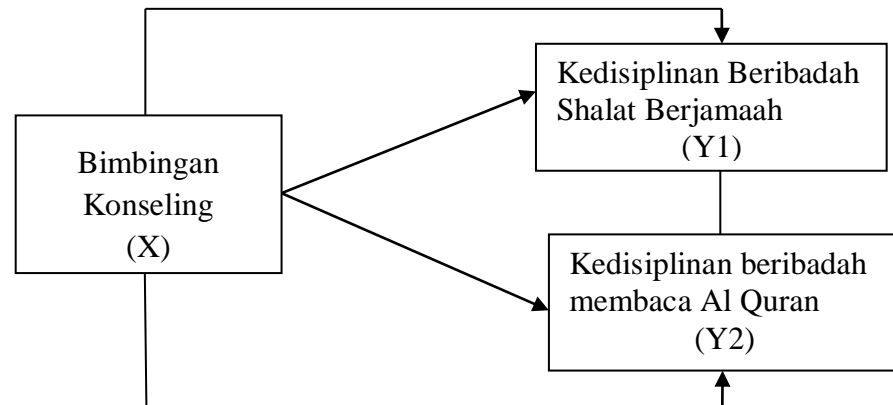 Bimbingan
Konseling
(X)
Kedisiplinan Beribadah
Shalat Berjamaah
(Y1)
Kedisiplinan beribadah
membaca Al Quran
(Y2)